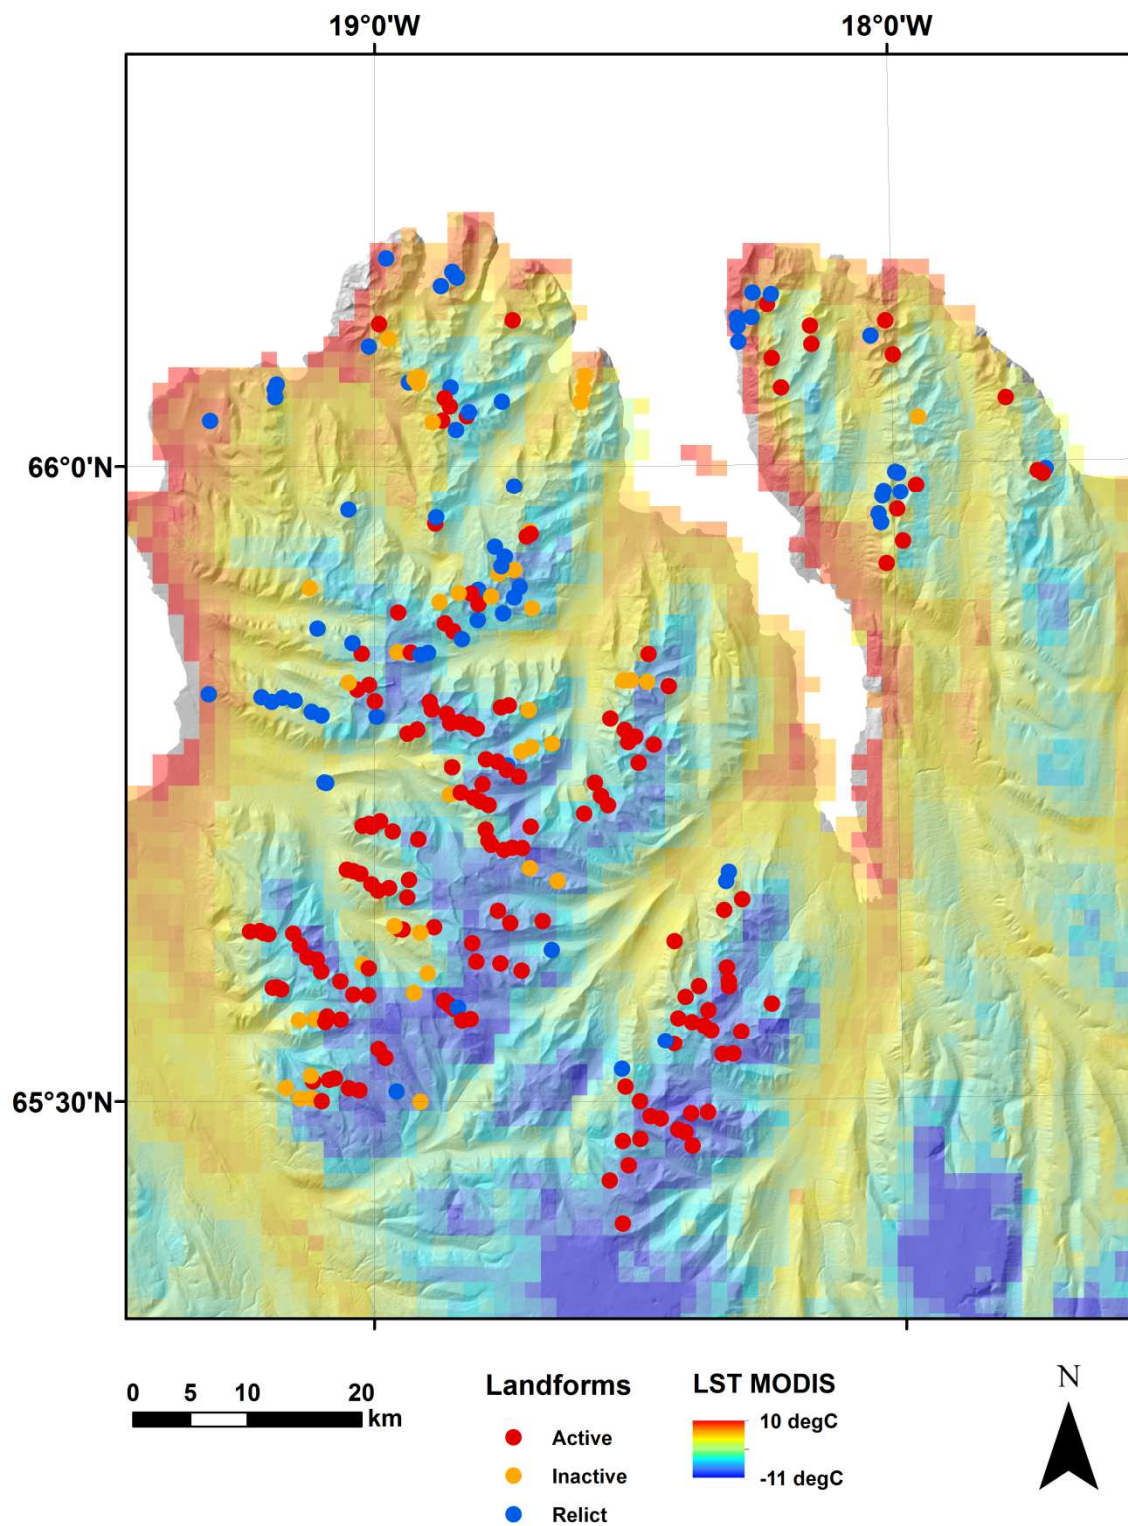 19°0'W 18°0'W
66°0'N
65°30'N
0 5 10 20
km
Landforms
Active
Inactive
Relict
LST MODIS
10 degC
-11 degC
N